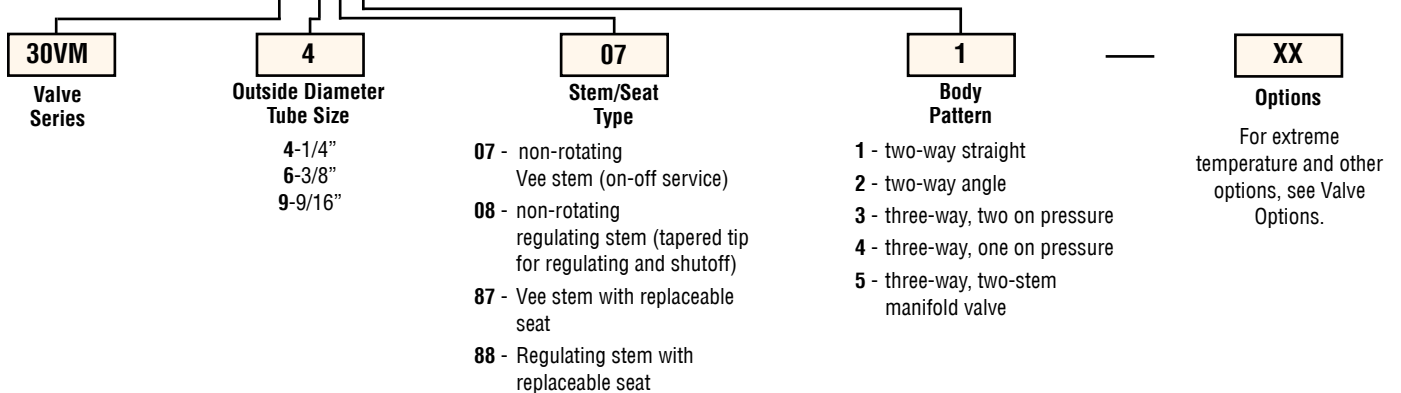 30VM
Valve
Series
4
Outside Diameter
Tube Size
4-1/4”
6-3/8”
9-9/16”
07
Stem/Seat
Type
07 - non-rotating
Vee stem (on-off service)
08 - non-rotating
regulating stem (tapered tip
for regulating and shutoff)
87 - Vee stem with replaceable
seat
88 - Regulating stem with
replaceable seat
1
Body
Pattern
1 - two-way straight
2 - two-way angle
3 - three-way, two on pressure
4 - three-way, one on pressure
5 - three-way, two-stem
manifold valve
—
XX
Options
For extreme
temperature and other
options, see Valve
Options.